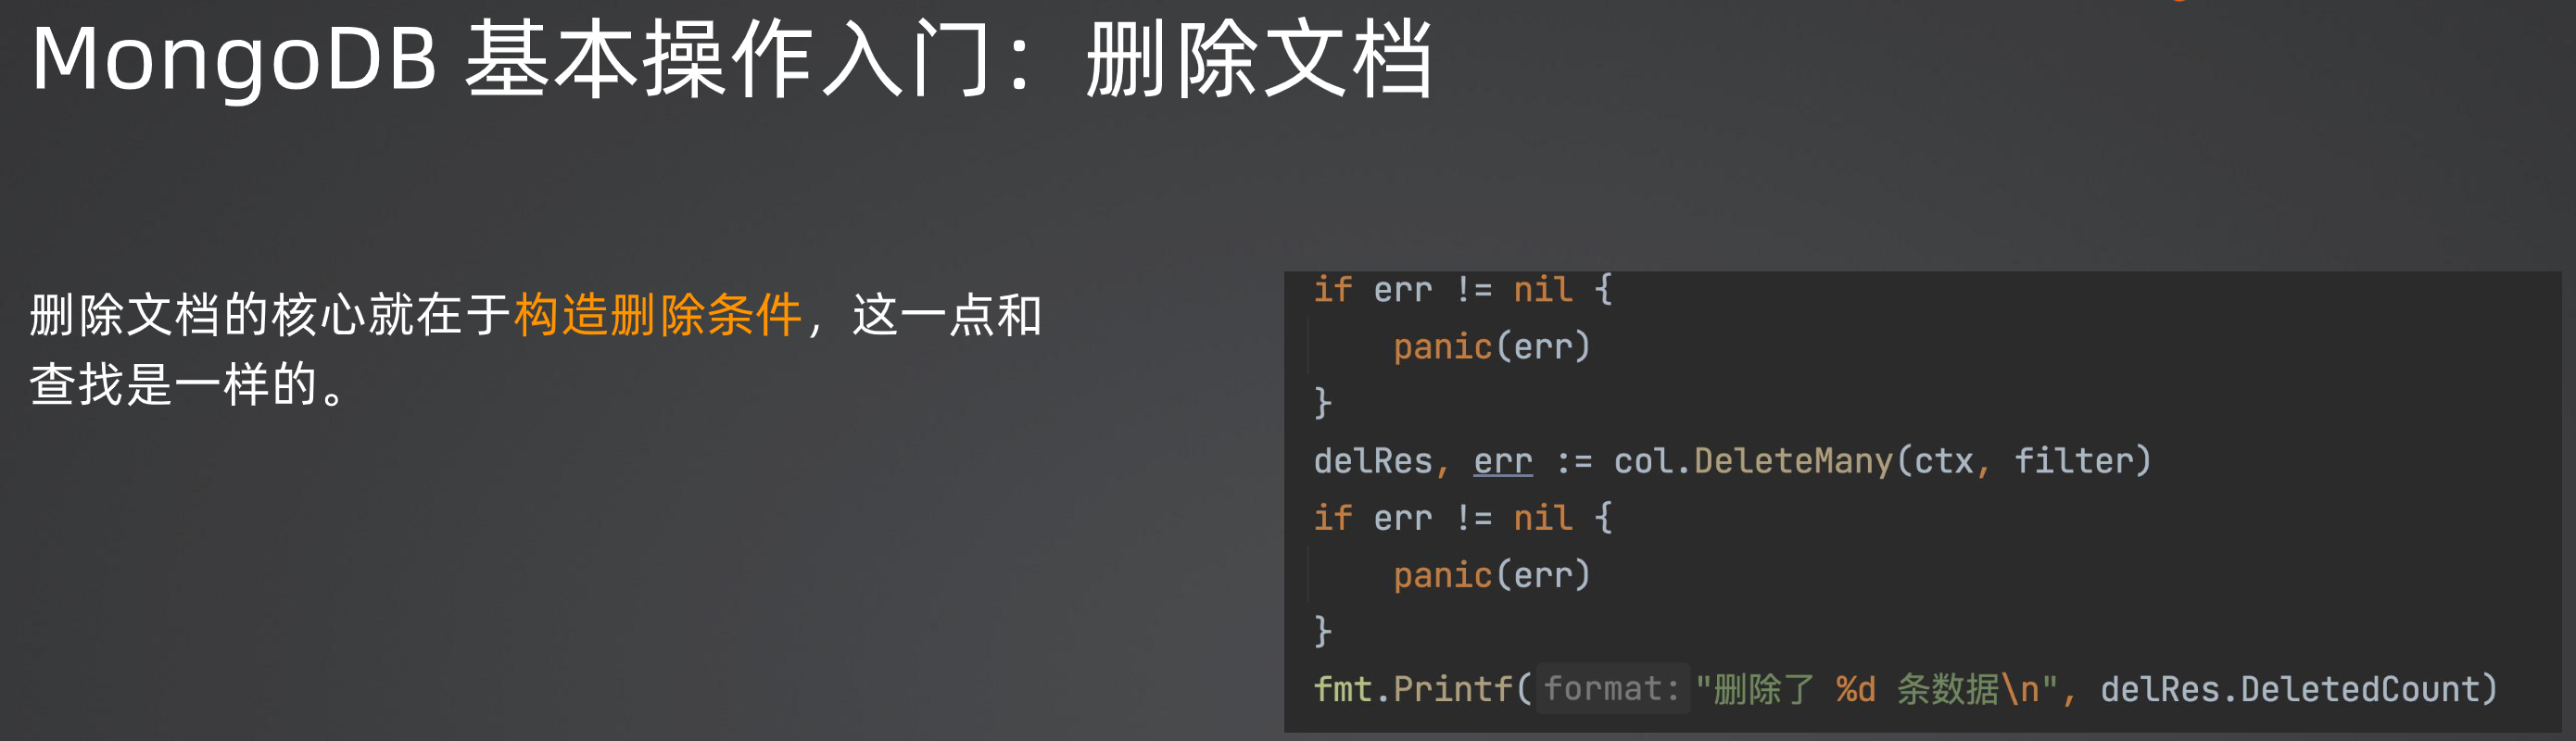 MongoDB 基本操作入门：删除文档
删除文档的核心就在于构造删除条件，这一点和
查找是一样的。
if err != nil {
    panic(err)
}
delRes, err := col.DeleteMany(ctx, filter)
if err != nil {
    panic(err)
}
fmt.Printf( format: "删除了 %d 条数据\n", delRes.DeletedCount)